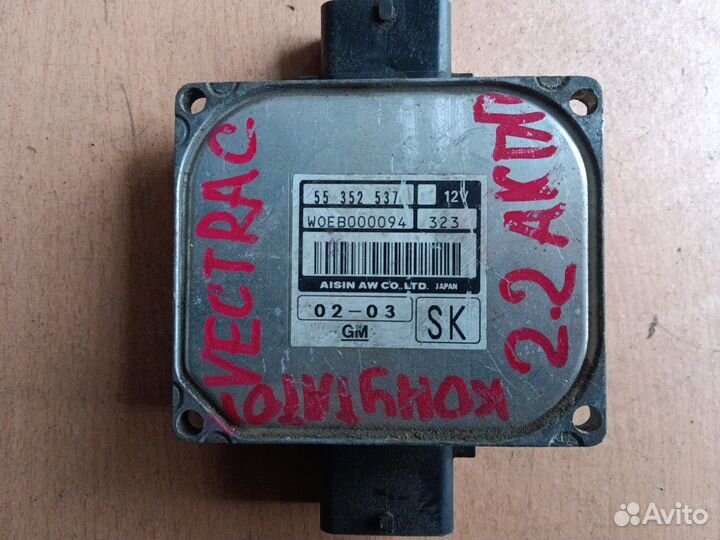 VECTRA C
2.2 АКПП
КОНУТАТОР
55 352 537 12V
W0EB000094 323
AISIN AW CO.,LTD. JAPAN
02-03
GM
SK
Avito